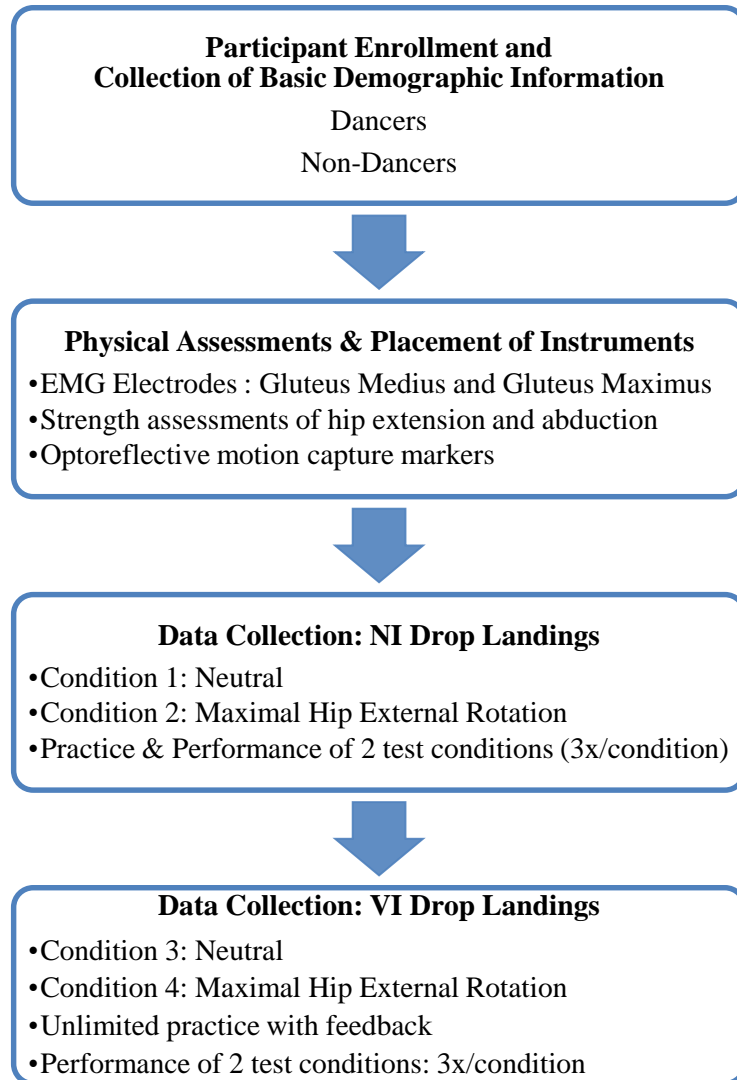 Participant Enrollment and
Collection of Basic Demographic Information
Dancers
Non-Dancers
Physical Assessments & Placement of Instruments
•EMG Electrodes : Gluteus Medius and Gluteus Maximus
•Strength assessments of hip extension and abduction
•Optoreflective motion capture markers
Data Collection: NI Drop Landings
•Condition 1: Neutral
•Condition 2: Maximal Hip External Rotation
•Practice & Performance of 2 test conditions (3x/condition)
Data Collection: VI Drop Landings
•Condition 3: Neutral
•Condition 4: Maximal Hip External Rotation
•Unlimited practice with feedback
•Performance of 2 test conditions: 3x/condition